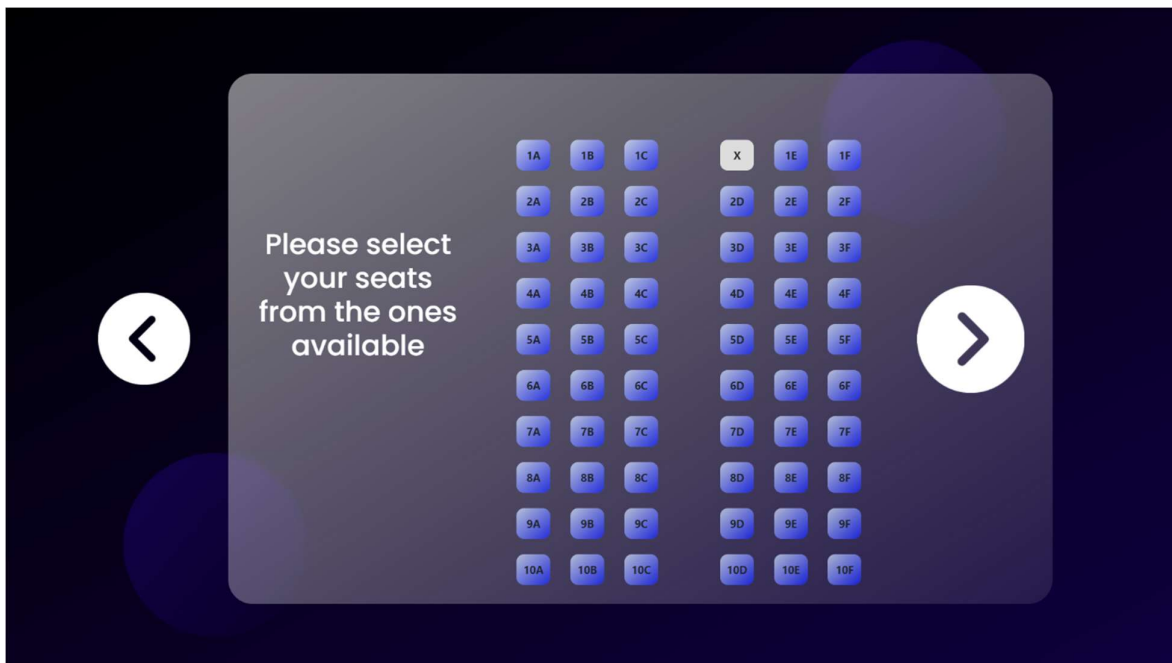 1A 1B 1C X 1E 1F
2A 2B 2C 2D 2E 2F
Please select
your seats
from the ones
available
3A 3B 3C 3D 3E 3F
4A 4B 4C 4D 4E 4F
5A 5B 5C 5D 5E 5F
6A 6B 6C 6D 6E 6F
7A 7B 7C 7D 7E 7F
8A 8B 8C 8D 8E 8F
9A 9B 9C 9D 9E 9F
10A 10B 10C 10D 10E 10F